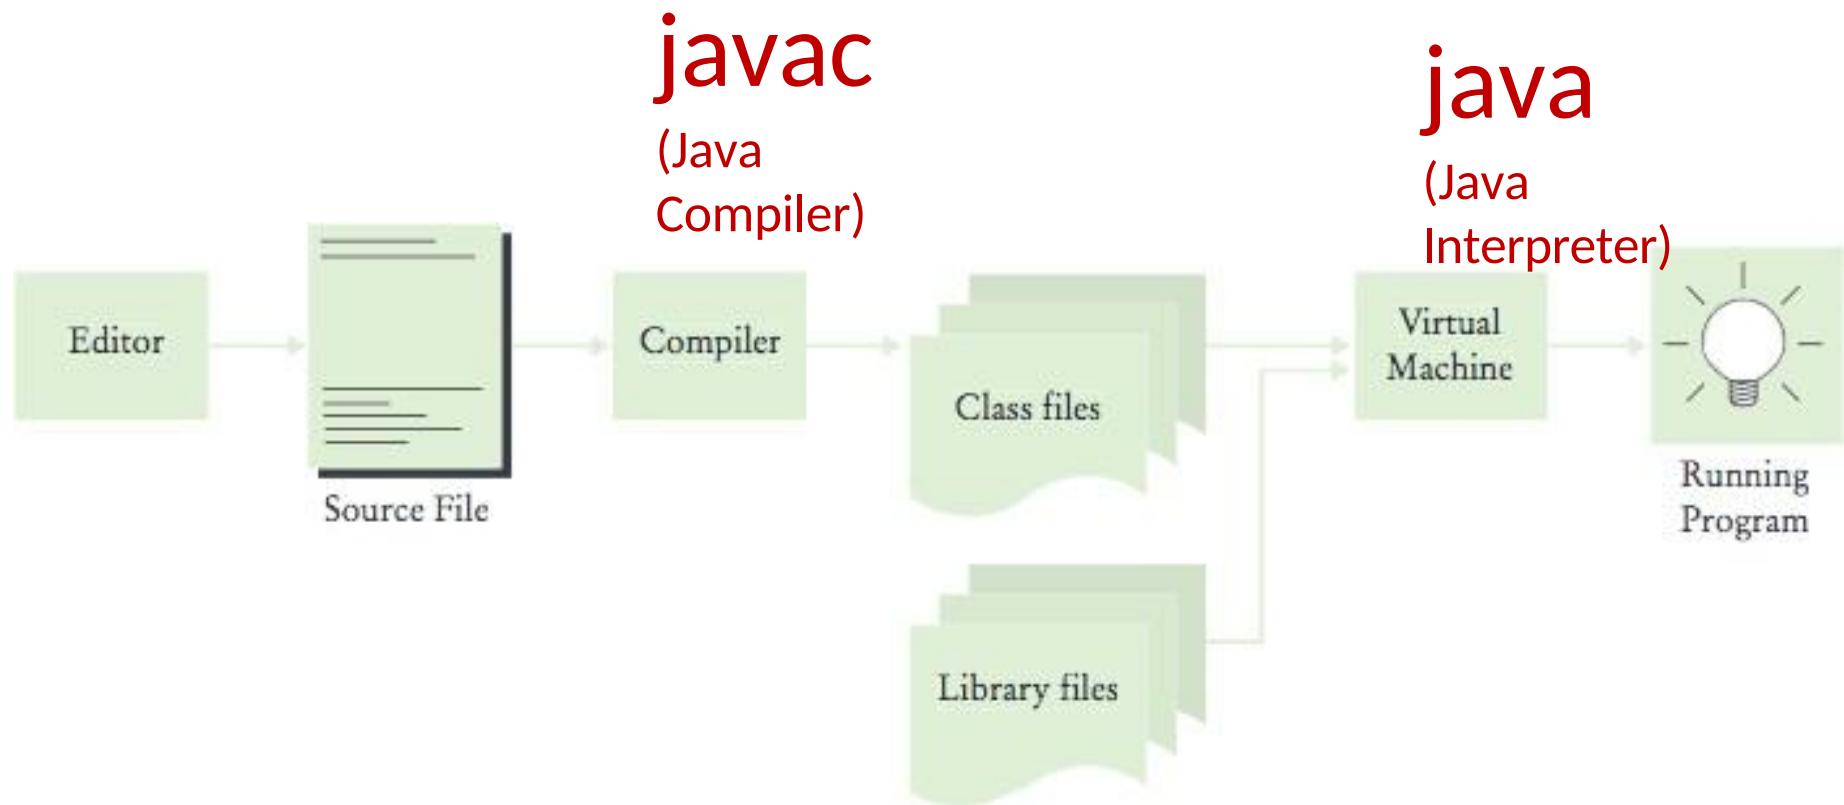 javac
(Java
Compiler)
java
(Java
Interpreter)
Editor
Source File
Compiler
Class files
Library files
Virtual
Machine
Running
Program